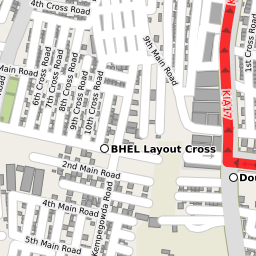 4th Cross Road
9th Main Road
1st Cross Road
Main Road
6th Cross Road
7th Cross Road
8th Cross Road
9th Cross Road
10th Cross Road
KIA17
BHEL Layout Cross
2nd Main Road
Dou
4th Main Road
Kempegowda Road
5th Main Road